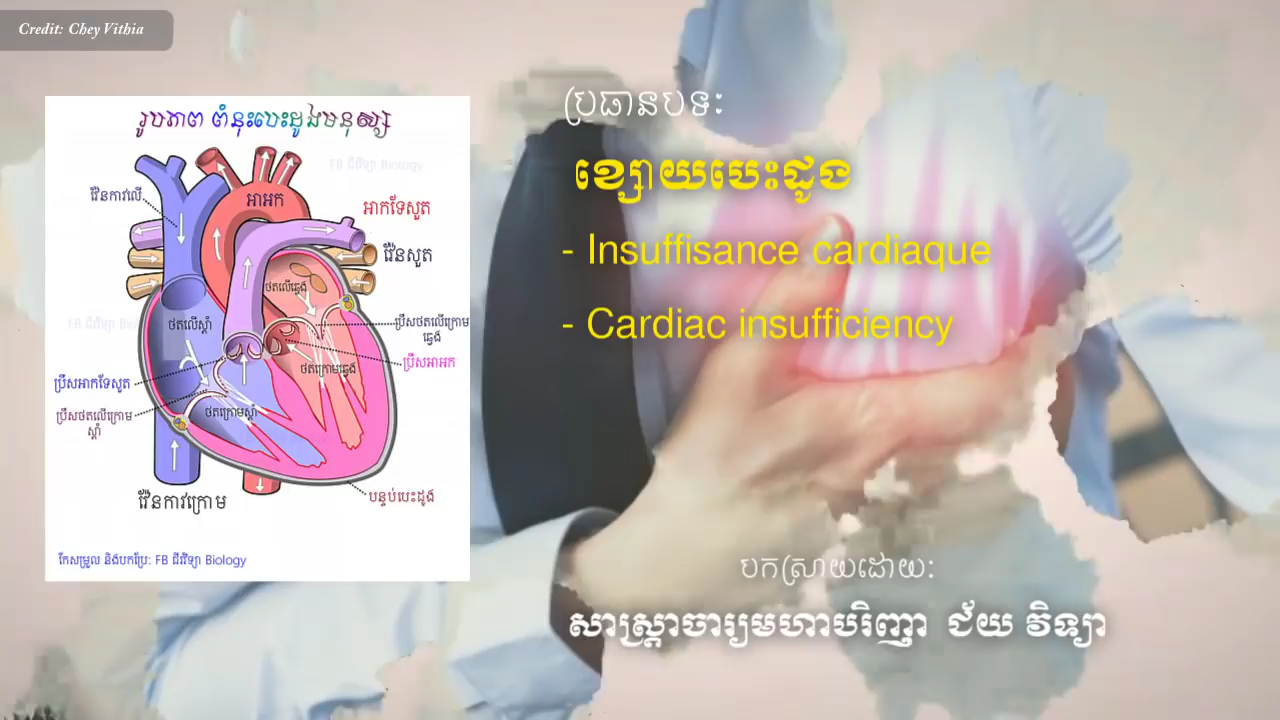 Credit: Chey Vithia
រូបភាព ពំនុះបេះដូងមនុស្ស
FB ជីវវិទ្យា Biology
វ៉ែនកាវលើ
អាអក
អាកទែសួត
វ៉ែនសួត
ថតលើឆ្វេង
ថតលើស្ដាំ
ប្រឹសថតលើក្រោម
ឆ្វេង
ប្រឹសអាអក
ថតក្រោមឆ្វេង
ប្រឹសអាកទែសួត
ប្រឹសថតលើក្រោម
ស្ដាំ
ថតក្រោមស្ដាំ
វ៉ែនកាវក្រោម
បន្ទប់បេះដូង
កែសម្រួល និងបកប្រែ: FB ជីវវិទ្យា Biology
ប្រធានបទៈ
ខ្សោយបេះដូង
- Insuffisance cardiaque
- Cardiac insufficiency
បកស្រាយដោយៈ
សាស្ត្រាចារ្យមហាបរិញ្ញា ជ័យ វិទ្យា